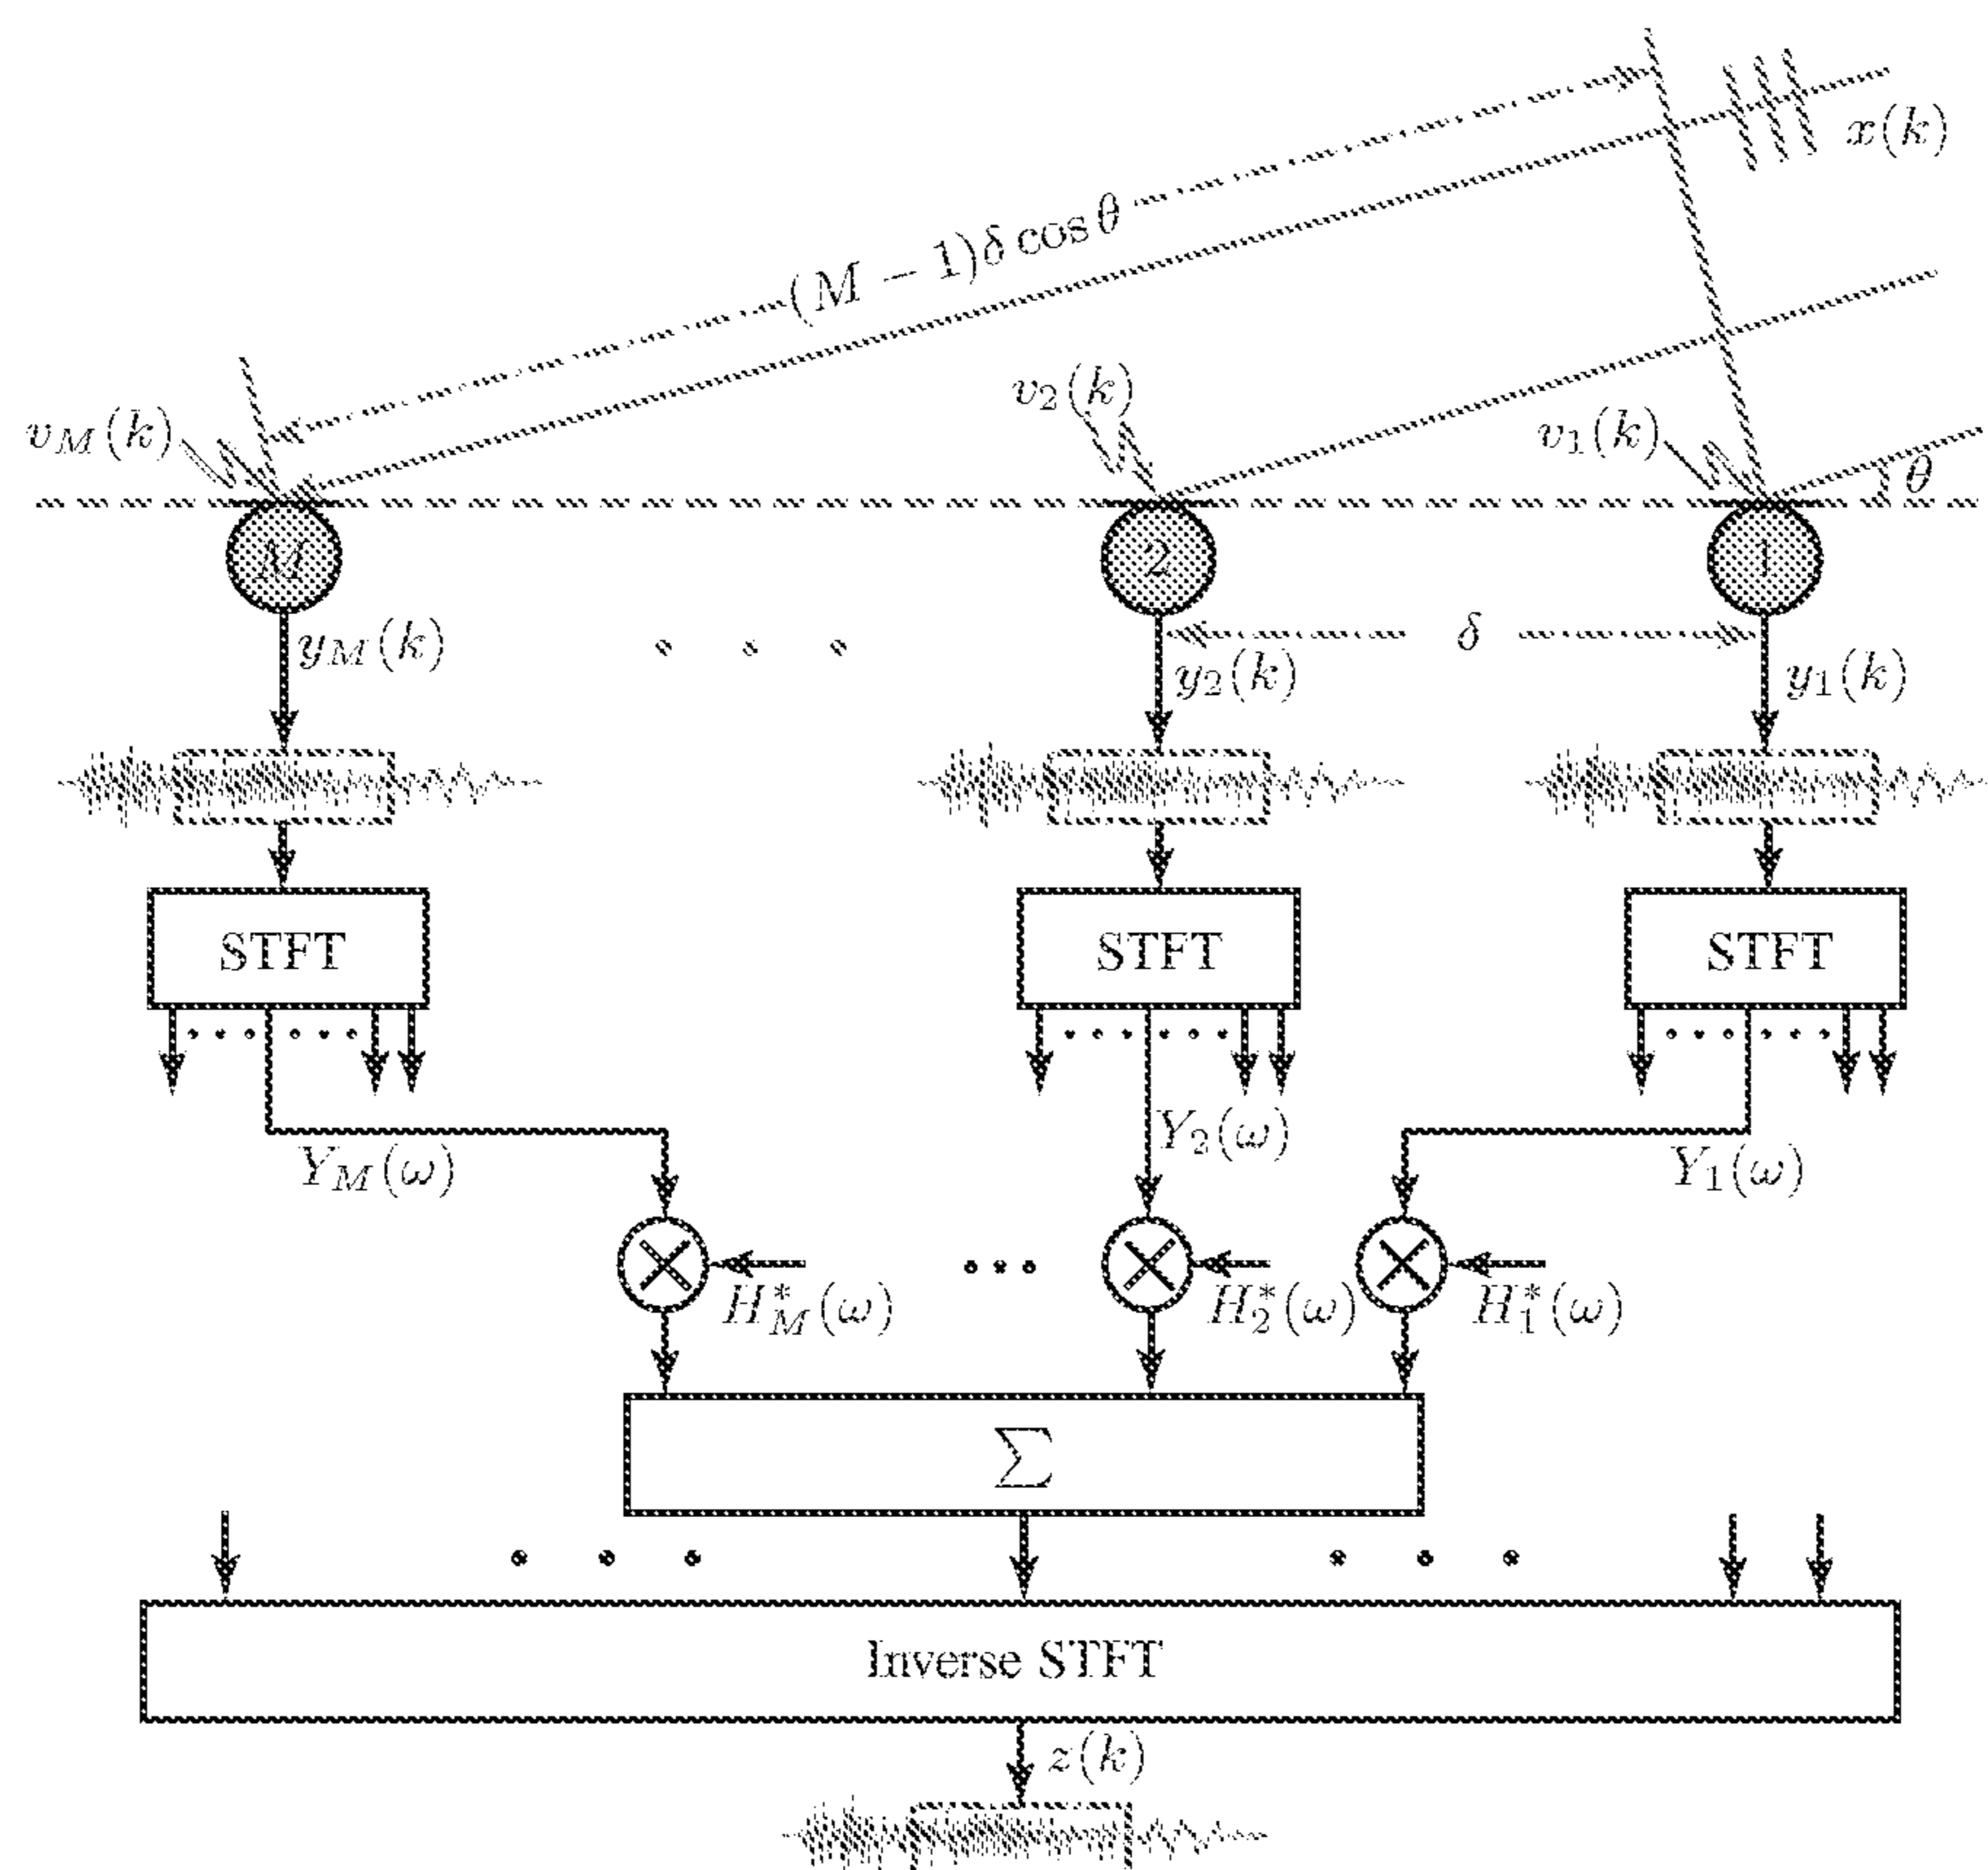 x(k)
(M − 1)δ cos θ
v_M(k)
v_2(k)
v_1(k)
θ
M
2
1
y_M(k)
y_2(k)
δ
y_1(k)
STFT
STFT
STFT
Y_M(ω)
Y_2(ω)
Y_1(ω)
H*_M(ω)
H*_2(ω)
H*_1(ω)
Σ
Inverse STFT
z(k)